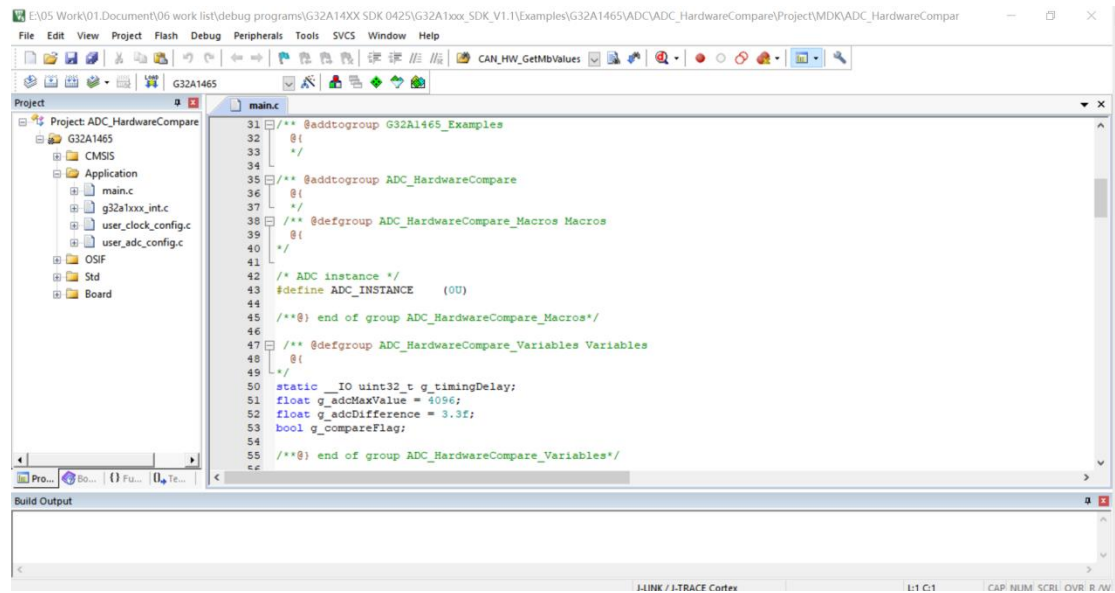 E:\05 Work\01.Document\06 work list\debug programs\G32A14XX SDK 0425\G32A1xxx_SDK_V1.1\Examples\G32A1465\ADC\ADC_HardwareCompare\Project\MDK\ADC_HardwareCompar
File Edit View Project Flash Debug Peripherals Tools SVCS Window Help
CAN_HW_GetMbValues
LOAD G32A1465
Project
main.c
Project: ADC_HardwareCompare
G32A1465
CMSIS
Application
main.c
g32a1xxx_int.c
user_clock_config.c
user_adc_config.c
OSIF
Std
Board
31 /** @addtogroup G32A1465_Examples
32 @{
33 */
34
35 /** @addtogroup ADC_HardwareCompare
36 @{
37 */
38 /** @defgroup ADC_HardwareCompare_Macros Macros
39 @{
40 */
41
42 /* ADC instance */
43 #define ADC_INSTANCE (0U)
44
45 /**@} end of group ADC_HardwareCompare_Macros*/
46
47 /** @defgroup ADC_HardwareCompare_Variables Variables
48 @{
49 */
50 static __IO uint32_t g_timingDelay;
51 float g_adcMaxValue = 4096;
52 float g_adcDifference = 3.3f;
53 bool g_compareFlag;
54
55 /**@} end of group ADC_HardwareCompare_Variables*/
56
Pro... Bo... {} Fu... Te...
Build Output
J-LINK / J-TRACE Cortex L:1 C:1 CAP NUM SCRL OVR R/W